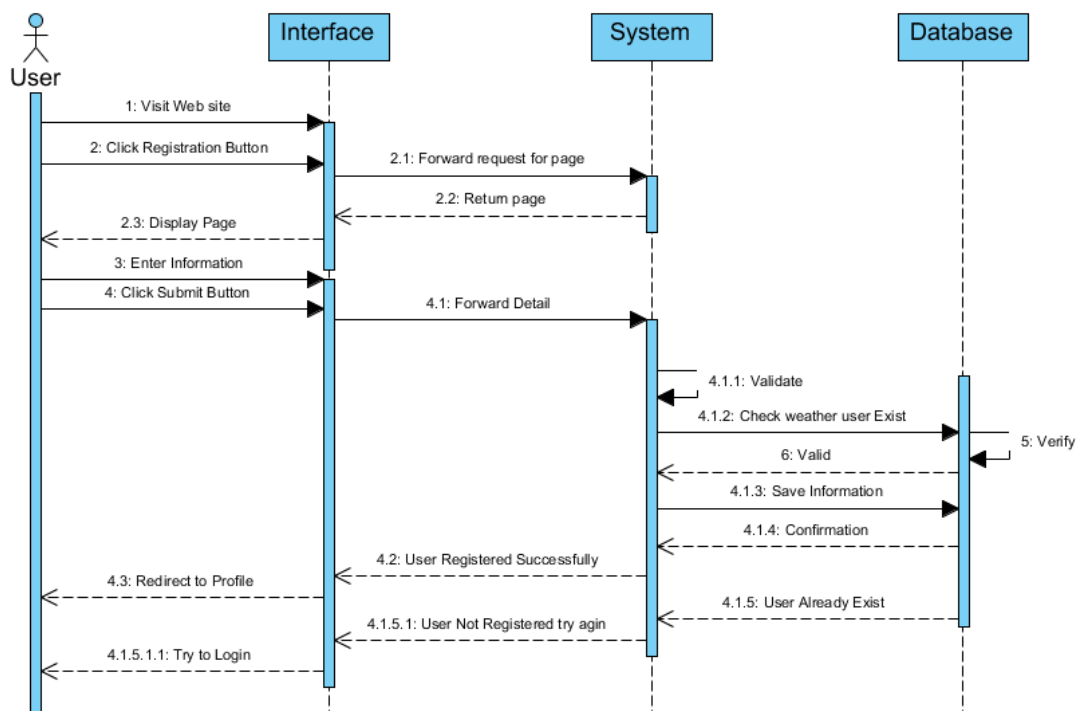 User
Interface
System
Database
1: Visit Web site
2: Click Registration Button
2.1: Forward request for page
2.2: Return page
2.3: Display Page
3: Enter Information
4: Click Submit Button
4.1: Forward Detail
4.1.1: Validate
4.1.2: Check weather user Exist
5: Verify
6: Valid
4.1.3: Save Information
4.1.4: Confirmation
4.2: User Registered Successfully
4.3: Redirect to Profile
4.1.5: User Already Exist
4.1.5.1: User Not Registered try agin
4.1.5.1.1: Try to Login